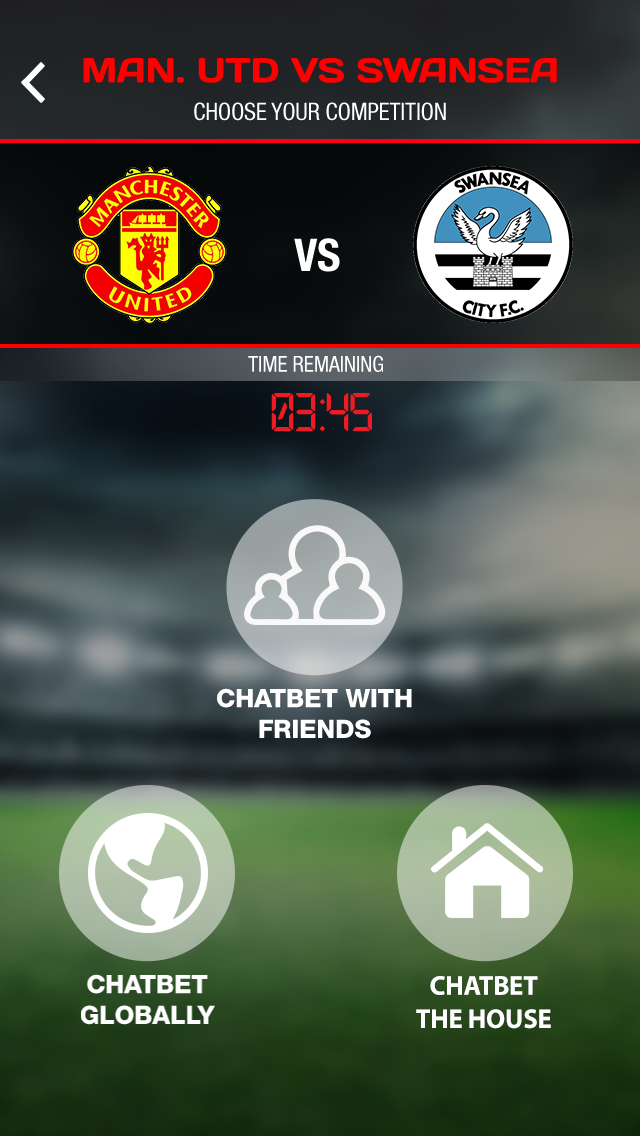 MAN. UTD VS SWANSEA
CHOOSE YOUR COMPETITION
MANCHESTER
UNITED
VS
SWANSEA
CITY F.C.
TIME REMAINING
03:45
CHATBET WITH
FRIENDS
CHATBET
GLOBALLY
CHATBET
THE HOUSE